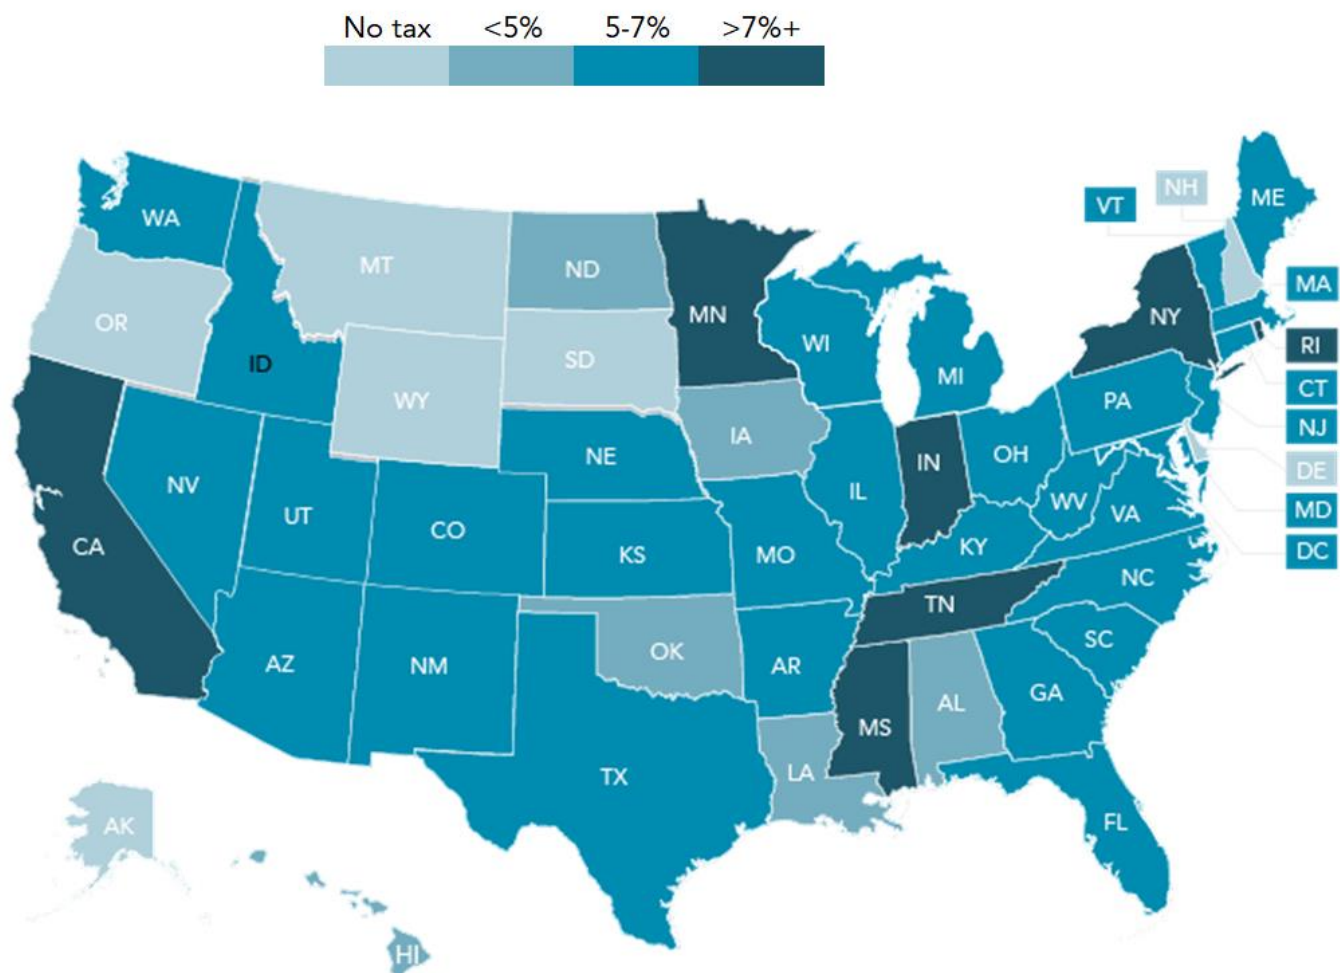 No tax <5% 5-7% >7%+
ME
NH
VT
WA
MT
ND
MA
MN
NY
OR
WI
RI
SD
ID
MI
CT
WY
PA
NJ
IA
NE
OH
IN
DE
NV
IL
WV
MD
VA
UT
CO
CA
KY
DC
KS
MO
NC
TN
SC
OK
AZ
NM
AR
GA
AL
MS
LA
TX
FL
AK
HI